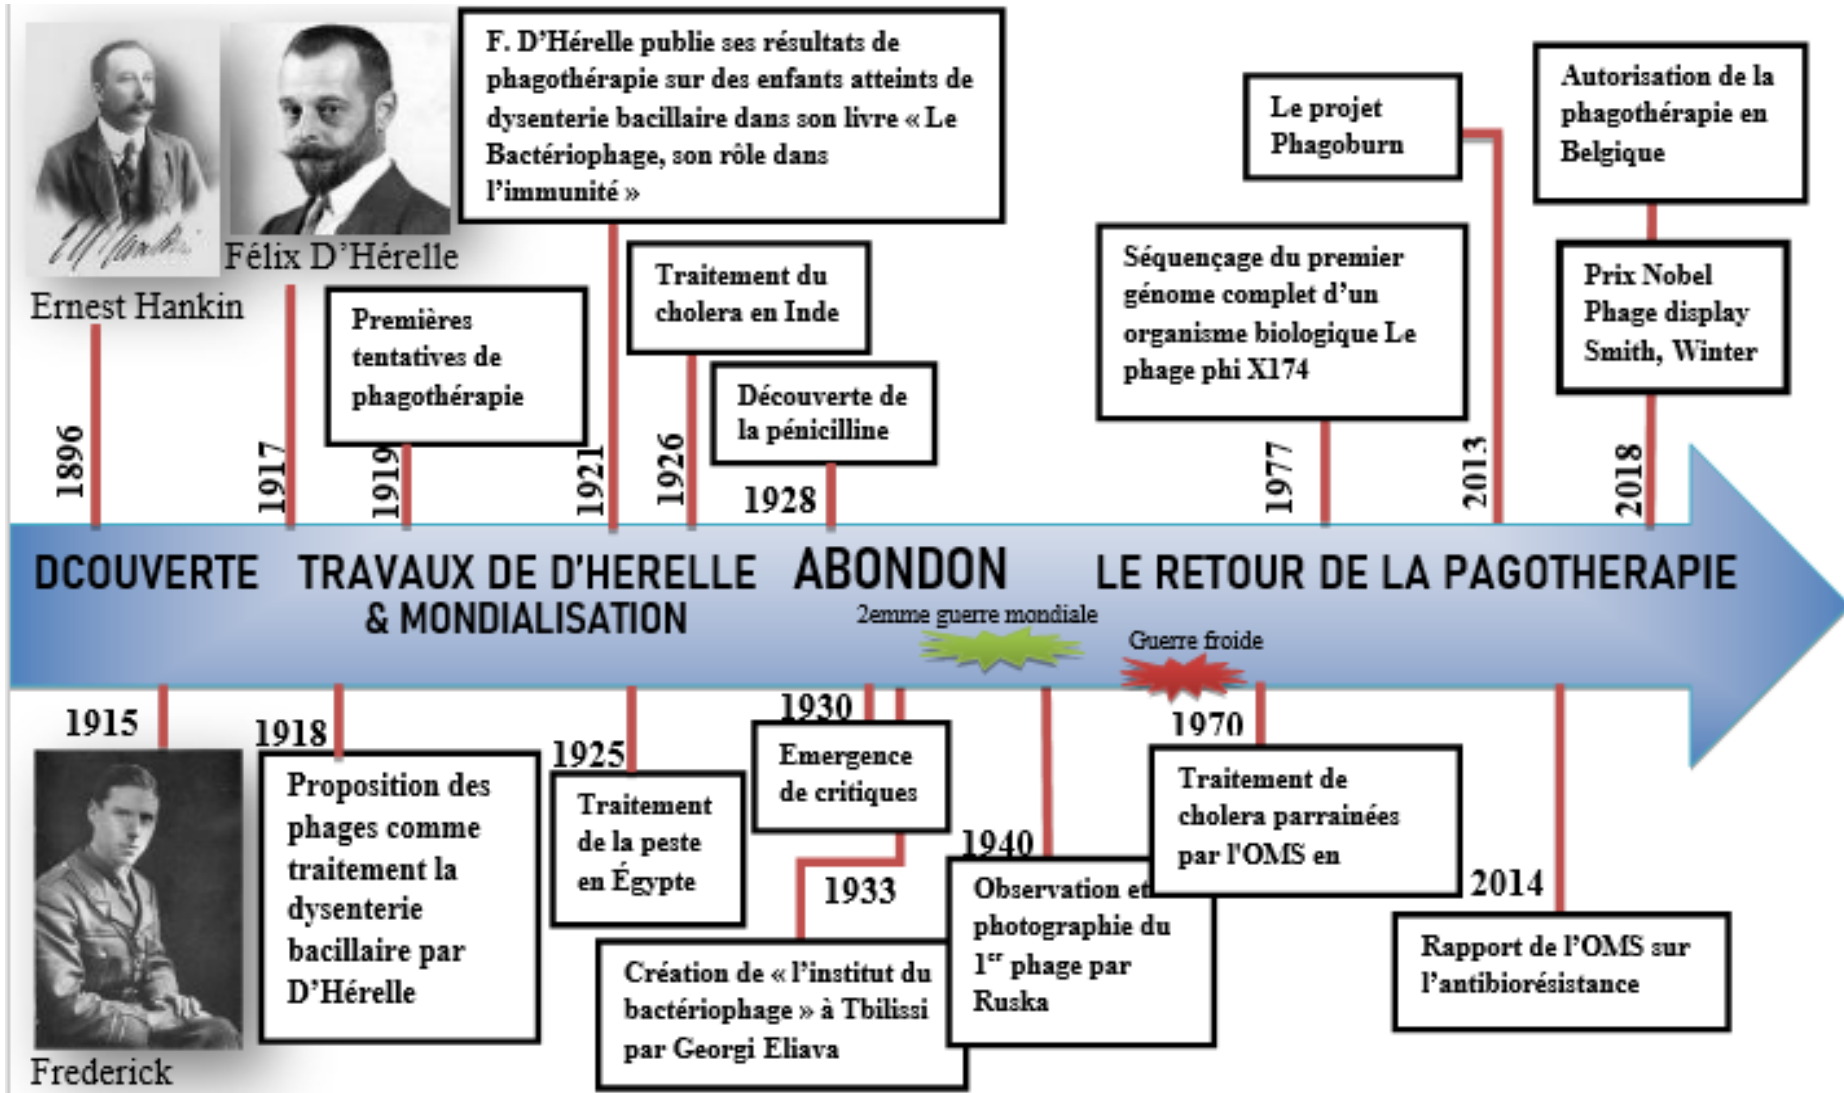 Ernest Hankin
1896
Félix D’Hérelle
1917
Premières
tentatives de
phagothérapie
1919
F. D’Hérelle publie ses résultats de
phagothérapie sur des enfants atteints de
dysenterie bacillaire dans son livre « Le
Bactériophage, son rôle dans
l’immunité »
1921
Traitement du
cholera en Inde
1926
Découverte de
la pénicilline
1928
Séquençage du premier
génome complet d’un
organisme biologique Le
phage phi X174
1977
Le projet
Phagoburn
2013
Autorisation de la
phagothérapie en
Belgique
Prix Nobel
Phage display
Smith, Winter
2018
DCOUVERTE
TRAVAUX DE D'HERELLE
& MONDIALISATION
ABONDON
LE RETOUR DE LA PAGOTHERAPIE
2emme guerre mondiale
Guerre froide
1915
Frederick
1918
Proposition des
phages comme
traitement la
dysenterie
bacillaire par
D’Hérelle
1925
Traitement
de la peste
en Égypte
1930
Emergence
de critiques
1933
Création de « l’institut du
bactériophage » à Tbilissi
par Georgi Eliava
1940
Observation et
photographie du
1er phage par
Ruska
1970
Traitement de
cholera parrainées
par l'OMS en
2014
Rapport de l’OMS sur
l’antibiorésistance